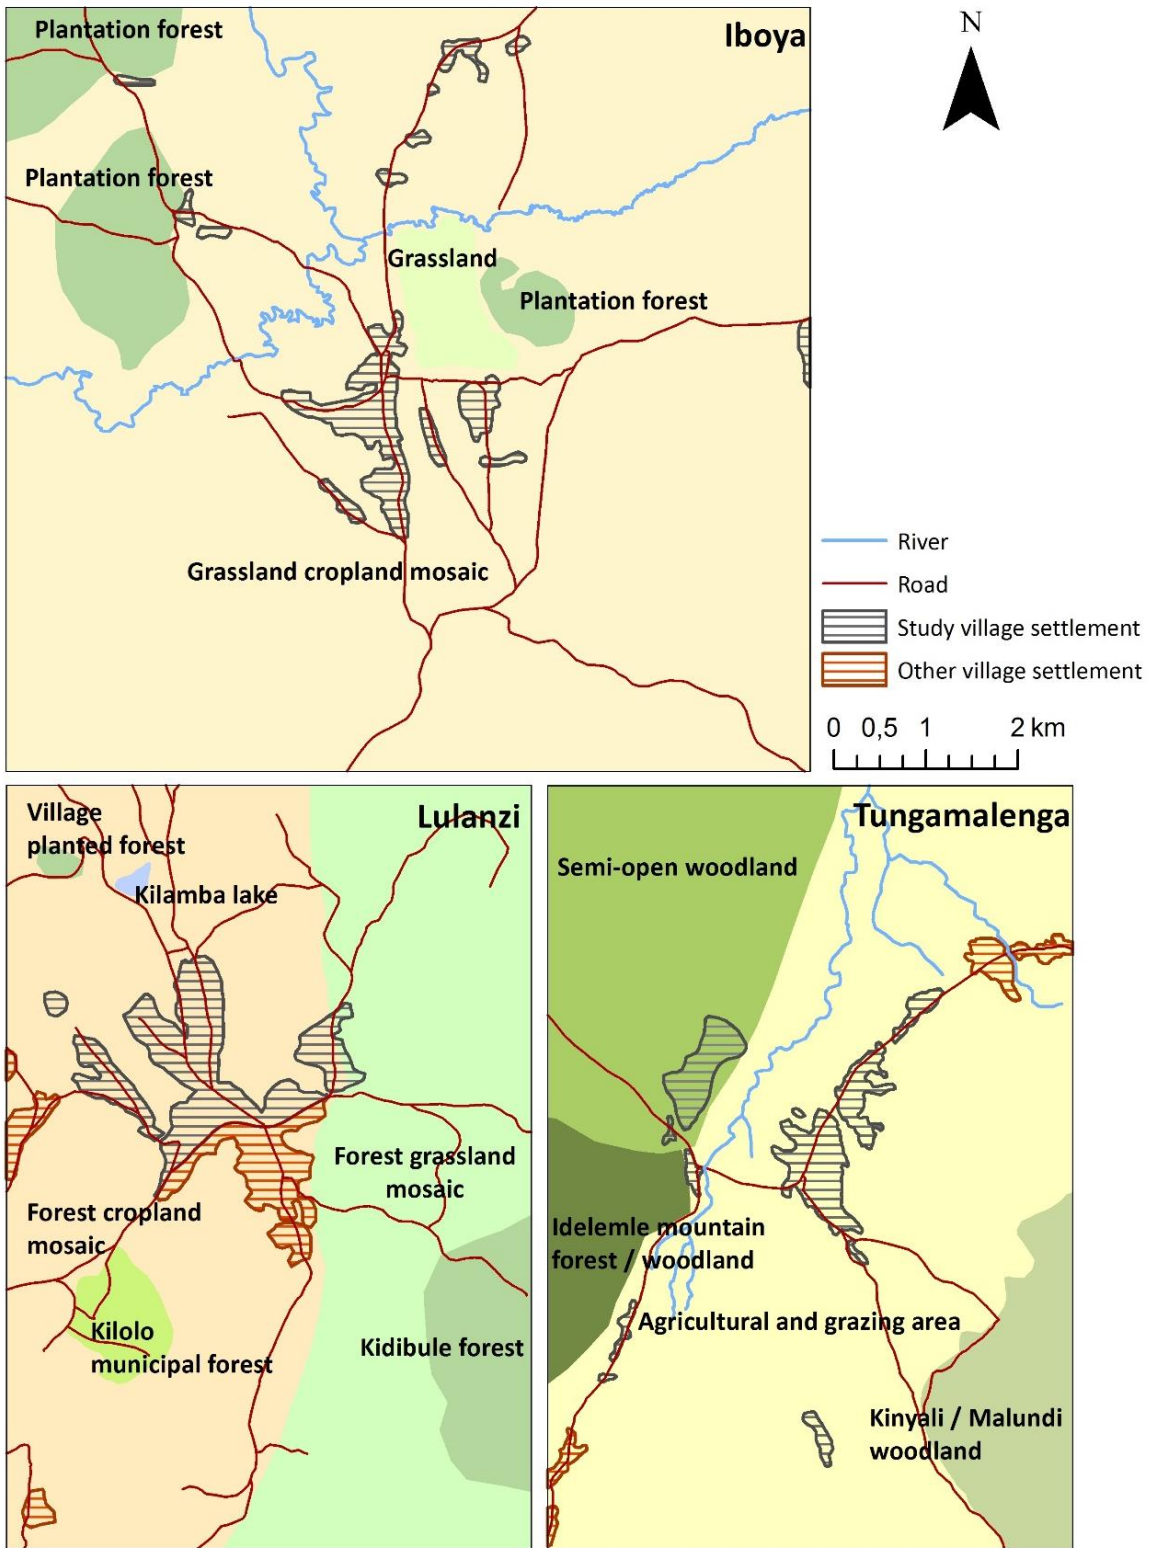 Plantation forest
Iboya
N
Plantation forest
Grassland
Plantation forest
Grassland cropland mosaic
River
Road
Study village settlement
Other village settlement
0 0,5 1 2 km
Village
planted forest
Lulanzi
Kilamba lake
Forest grassland
mosaic
Forest cropland
mosaic
Kilolo
municipal forest
Kidibule forest
Tungamalenga
Semi-open woodland
Idelemle mountain
forest / woodland
Agricultural and grazing area
Kinyali / Malundi
woodland